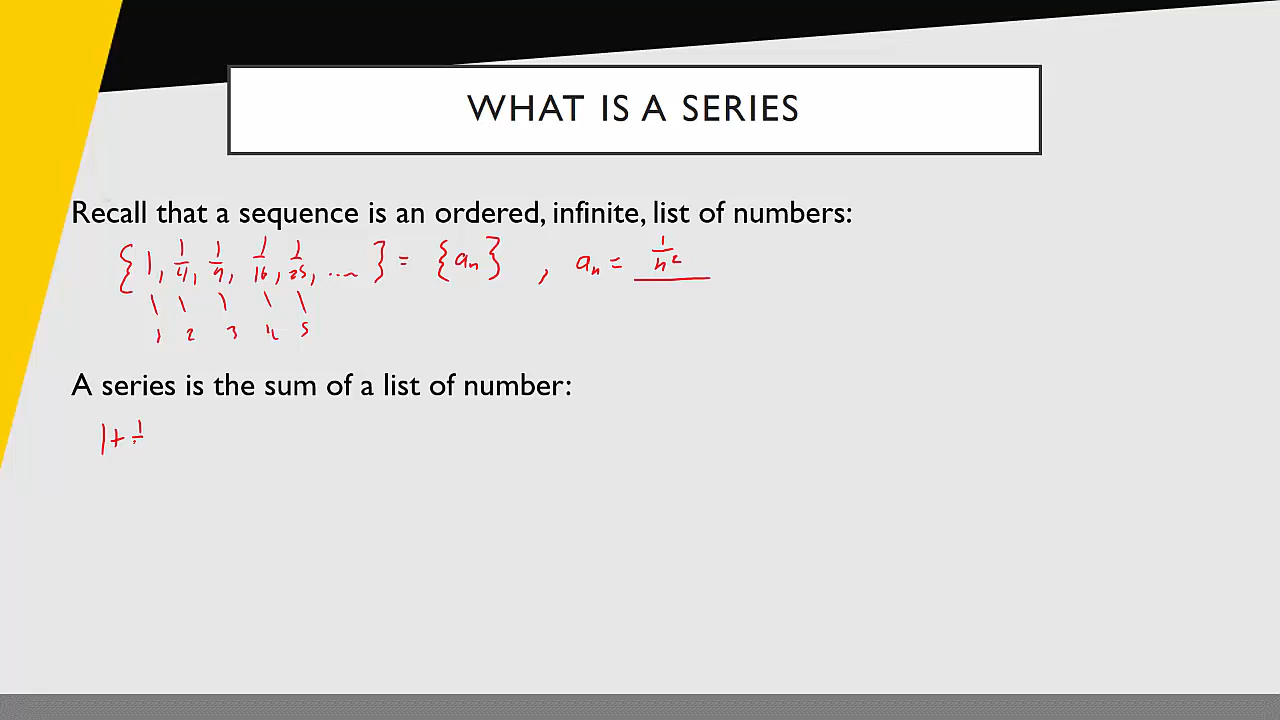 WHAT IS A SERIES
Recall that a sequence is an ordered, infinite, list of numbers:
{1, 1/4, 1/9, 1/16, 1/25, ....} = {aₙ} , aₙ = 1/n²
1 2 3 4 5
A series is the sum of a list of number:
1 + 1/